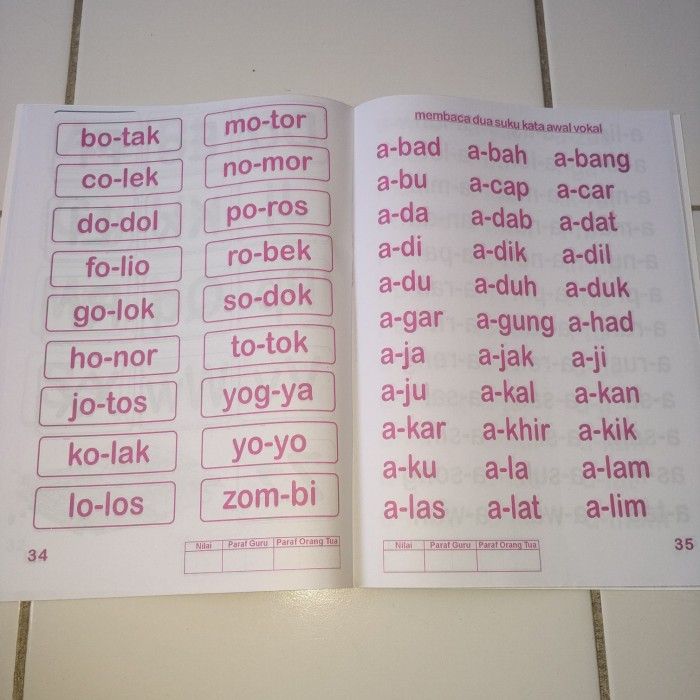 bo-tak mo-tor
co-lek no-mor
do-dol po-ros
fo-lio ro-bek
go-lok so-dok
ho-nor to-tok
jo-tos yog-ya
ko-lak yo-yo
lo-los zom-bi
Nilai Paraf Guru Paraf Orang Tua
34
membaca dua suku kata awal vokal
a-bad a-bah a-bang
a-bu a-cap a-car
a-da a-dab a-dat
a-di a-dik a-dil
a-du a-duh a-duk
a-gar a-gung a-had
a-ja a-jak a-ji
a-ju a-kal a-kan
a-kar a-khir a-kik
a-ku a-la a-lam
a-las a-lat a-lim
Nilai Paraf Guru Paraf Orang Tua
35